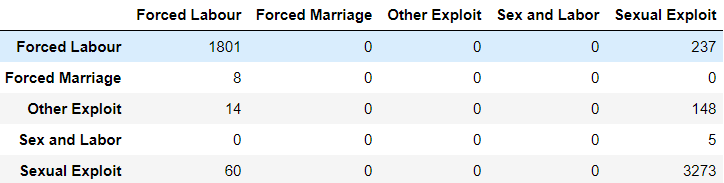 Forced Labour Forced Marriage Other Exploit Sex and Labor Sexual Exploit
Forced Labour 1801 0 0 0 237
Forced Marriage 8 0 0 0 0
Other Exploit 14 0 0 0 148
Sex and Labor 0 0 0 0 5
Sexual Exploit 60 0 0 0 3273